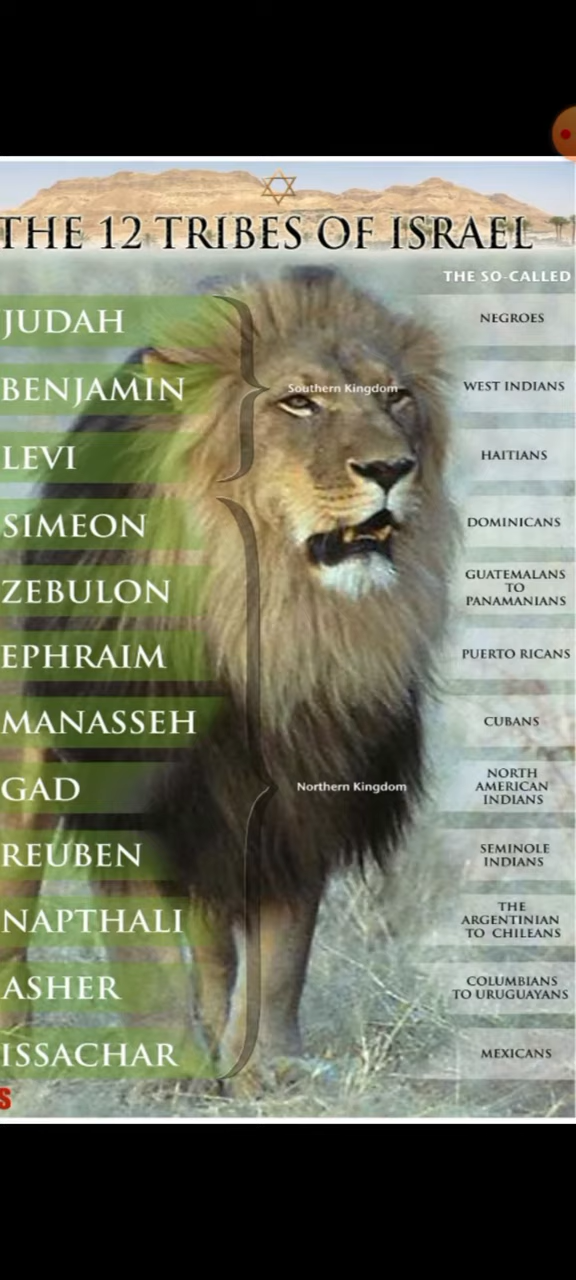 THE 12 TRIBES OF ISRAEL
THE SO-CALLED
JUDAH
NEGROES
BENJAMIN
Southern Kingdom
WEST INDIANS
LEVI
HAITIANS
SIMEON
DOMINICANS
ZEBULON
GUATEMALANS
TO
PANAMANIANS
EPHRAIM
PUERTO RICANS
MANASSEH
CUBANS
GAD
Northern Kingdom
NORTH
AMERICAN
INDIANS
REUBEN
SEMINOLE
INDIANS
NAPTHALI
THE
ARGENTINIAN
TO CHILEANS
ASHER
COLUMBIANS
TO URUGUAYANS
ISSACHAR
MEXICANS
S